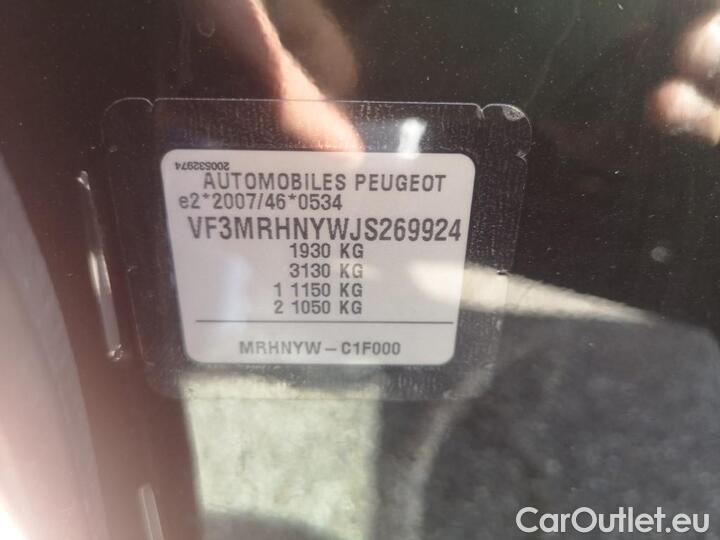 200532974
AUTOMOBILES PEUGEOT
e2*2007/46*0534
VF3MRHNYWJS269924
1930 KG
3130 KG
1 1150 KG
2 1050 KG
MRHNYW-C1F000
CarOutlet.eu